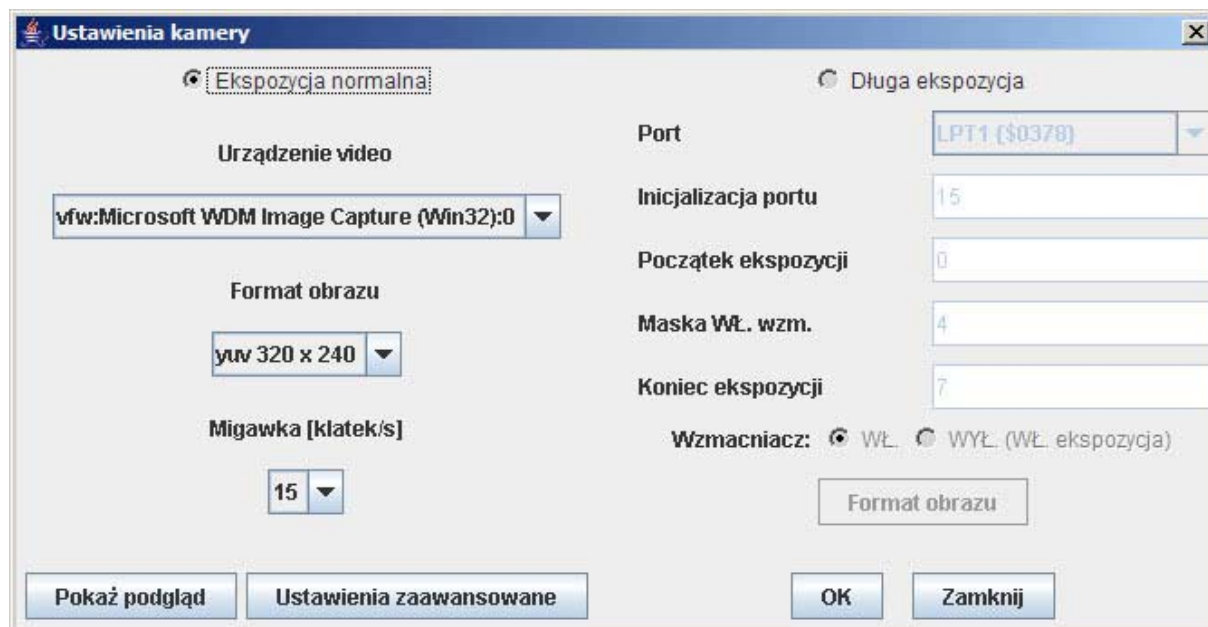 Ustawienia kamery
Ekspozycja normalna
Urządzenie video
vfw:Microsoft WDM Image Capture (Win32):0
Format obrazu
yuv 320 x 240
Migawka [klatek/s]
15
Pokaż podgląd
Ustawienia zaawansowane
Długa ekspozycja
Port
LPT1 ($0378)
Inicjalizacja portu
15
Początek ekspozycji
0
Maska WŁ. wzm.
4
Koniec ekspozycji
7
Wzmacniacz: WŁ. WYŁ. (WŁ. ekspozycja)
Format obrazu
OK
Zamknij